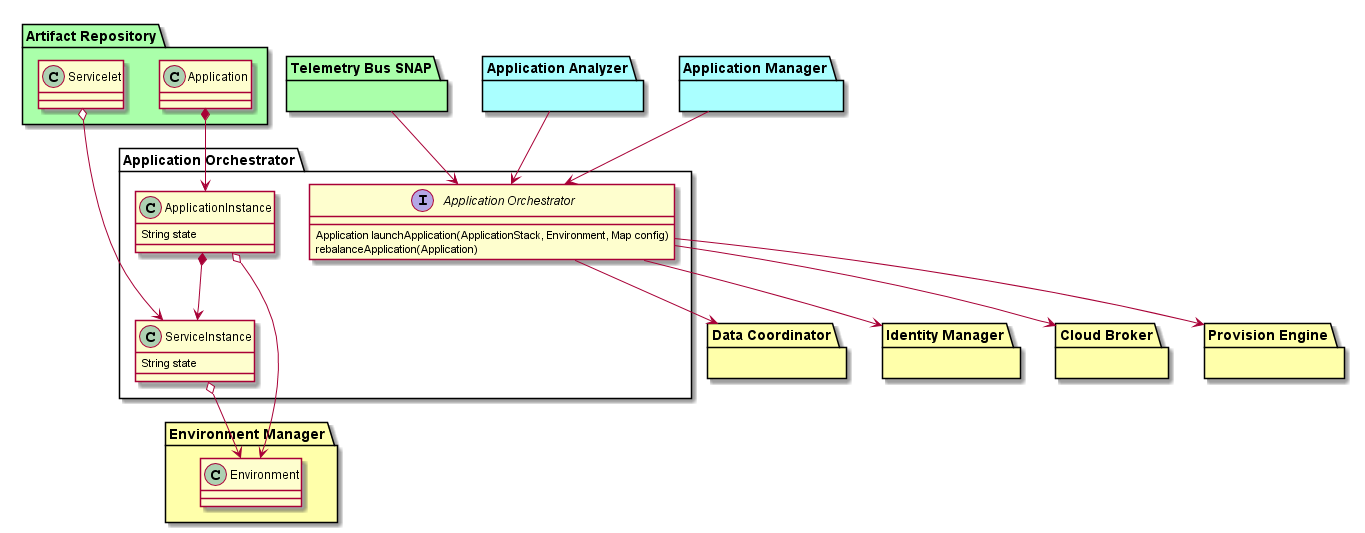 Artifact Repository
C Servicelet
C Application
Telemetry Bus SNAP
Application Analyzer
Application Manager
Application Orchestrator
C ApplicationInstance
String state
I Application Orchestrator
Application launchApplication(ApplicationStack, Environment, Map config)
rebalanceApplication(Application)
C ServiceInstance
String state
Data Coordinator
Identity Manager
Cloud Broker
Provision Engine
Environment Manager
C Environment